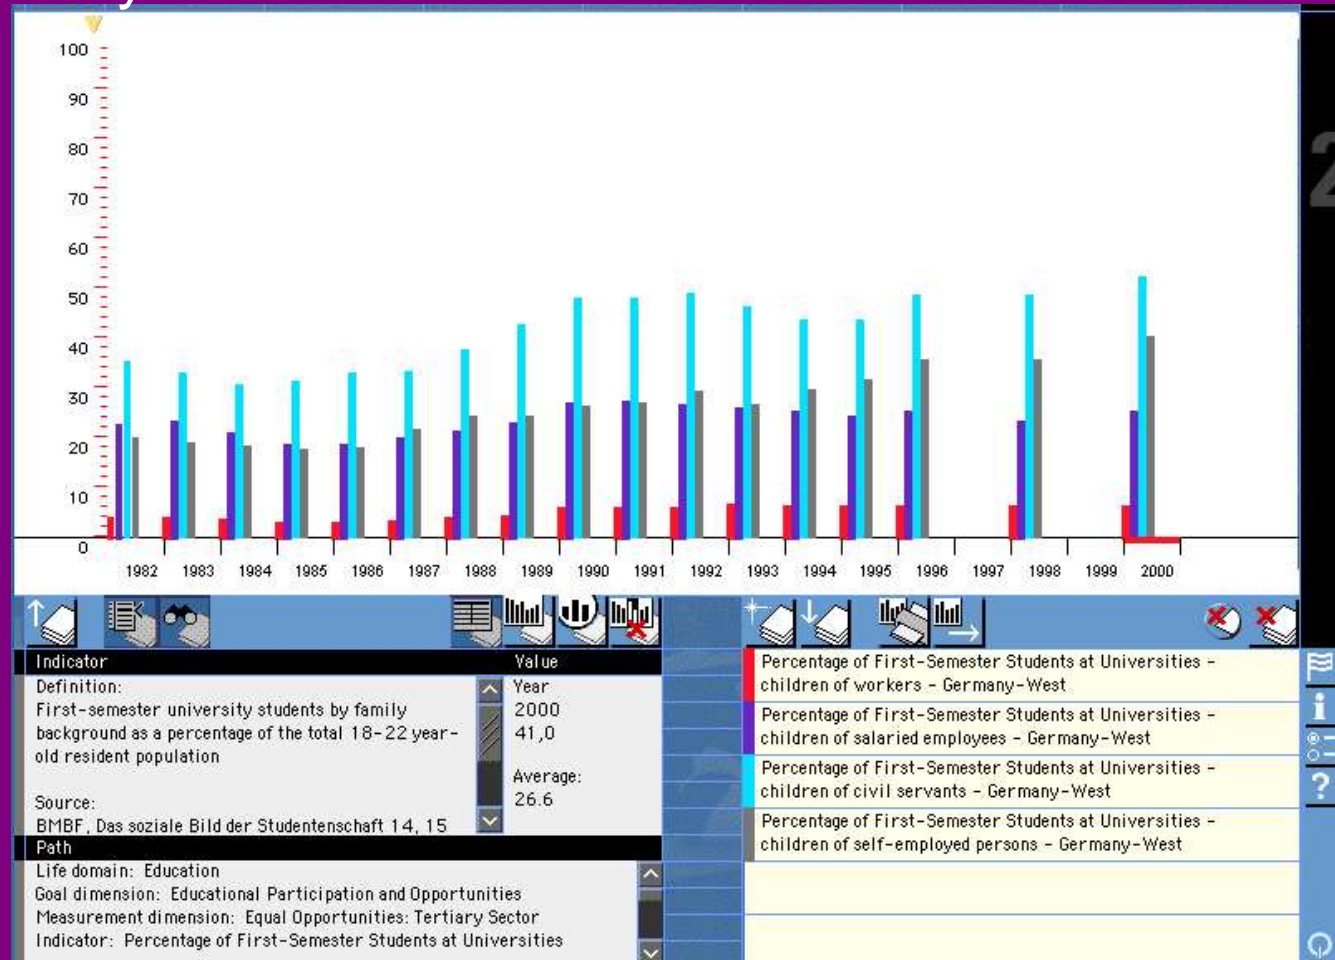 100
90
80
70
60
50
40
30
20
10
0
1982 1983 1984 1985 1986 1987 1988 1989 1990 1991 1992 1993 1994 1995 1996 1997 1998 1999 2000
Indicator Value
Definition:
First-semester university students by family
background as a percentage of the total 18-22 year-
old resident population
Source:
BMBF, Das soziale Bild der Studentenschaft 14, 15
Year
2000
41,0
Average:
26.6
Path
Life domain: Education
Goal dimension: Educational Participation and Opportunities
Measurement dimension: Equal Opportunities: Tertiary Sector
Indicator: Percentage of First-Semester Students at Universities
Percentage of First-Semester Students at Universities -
children of workers - Germany-West
Percentage of First-Semester Students at Universities -
children of salaried employees - Germany-West
Percentage of First-Semester Students at Universities -
children of civil servants - Germany-West
Percentage of First-Semester Students at Universities -
children of self-employed persons - Germany-West
2
i
?